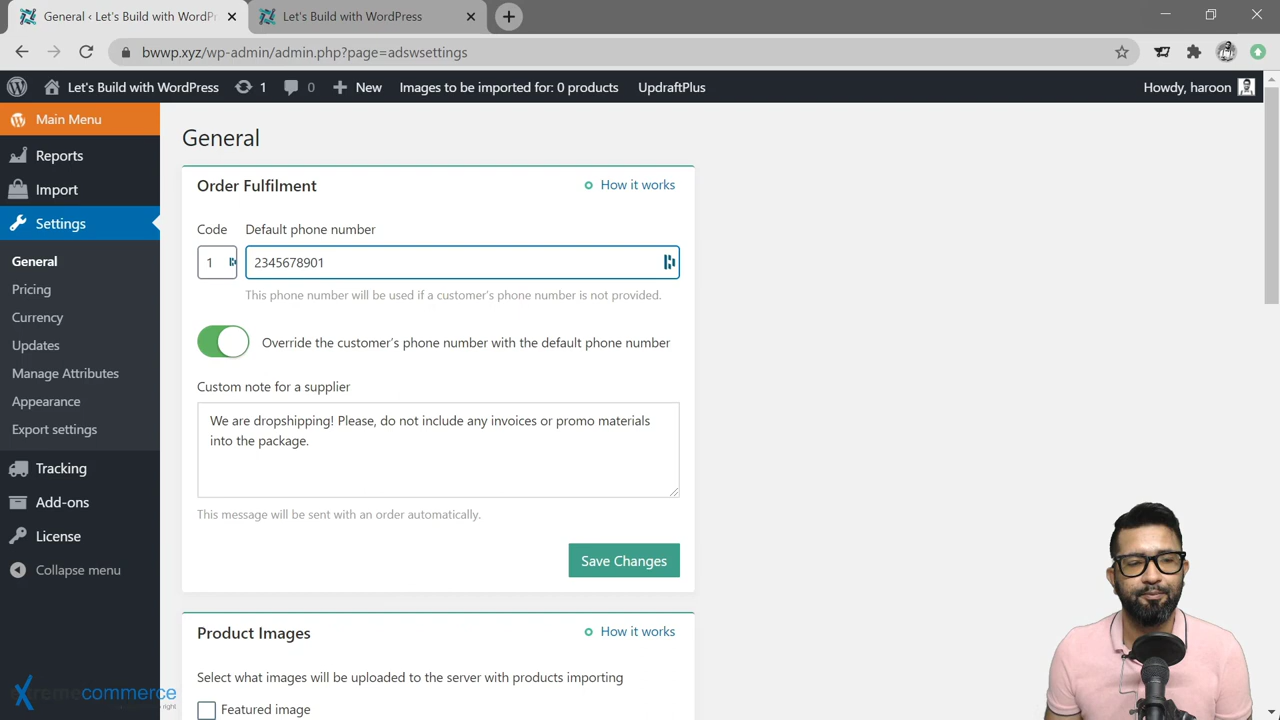 General ‹ Let's Build with WordPr
Let's Build with WordPress
bwwp.xyz/wp-admin/admin.php?page=adswsettings
Let's Build with WordPress
1
0
New
Images to be imported for: 0 products
UpdraftPlus
Howdy, haroon
Main Menu
Reports
Import
Settings
General
Pricing
Currency
Updates
Manage Attributes
Appearance
Export settings
Tracking
Add-ons
License
Collapse menu
General
Order Fulfilment
How it works
Code
Default phone number
1
2345678901
This phone number will be used if a customer's phone number is not provided.
Override the customer's phone number with the default phone number
Custom note for a supplier
We are dropshipping! Please, do not include any invoices or promo materials
into the package.
This message will be sent with an order automatically.
Save Changes
Product Images
How it works
Select what images will be uploaded to the server with products importing
Featured image
xtremecommerce